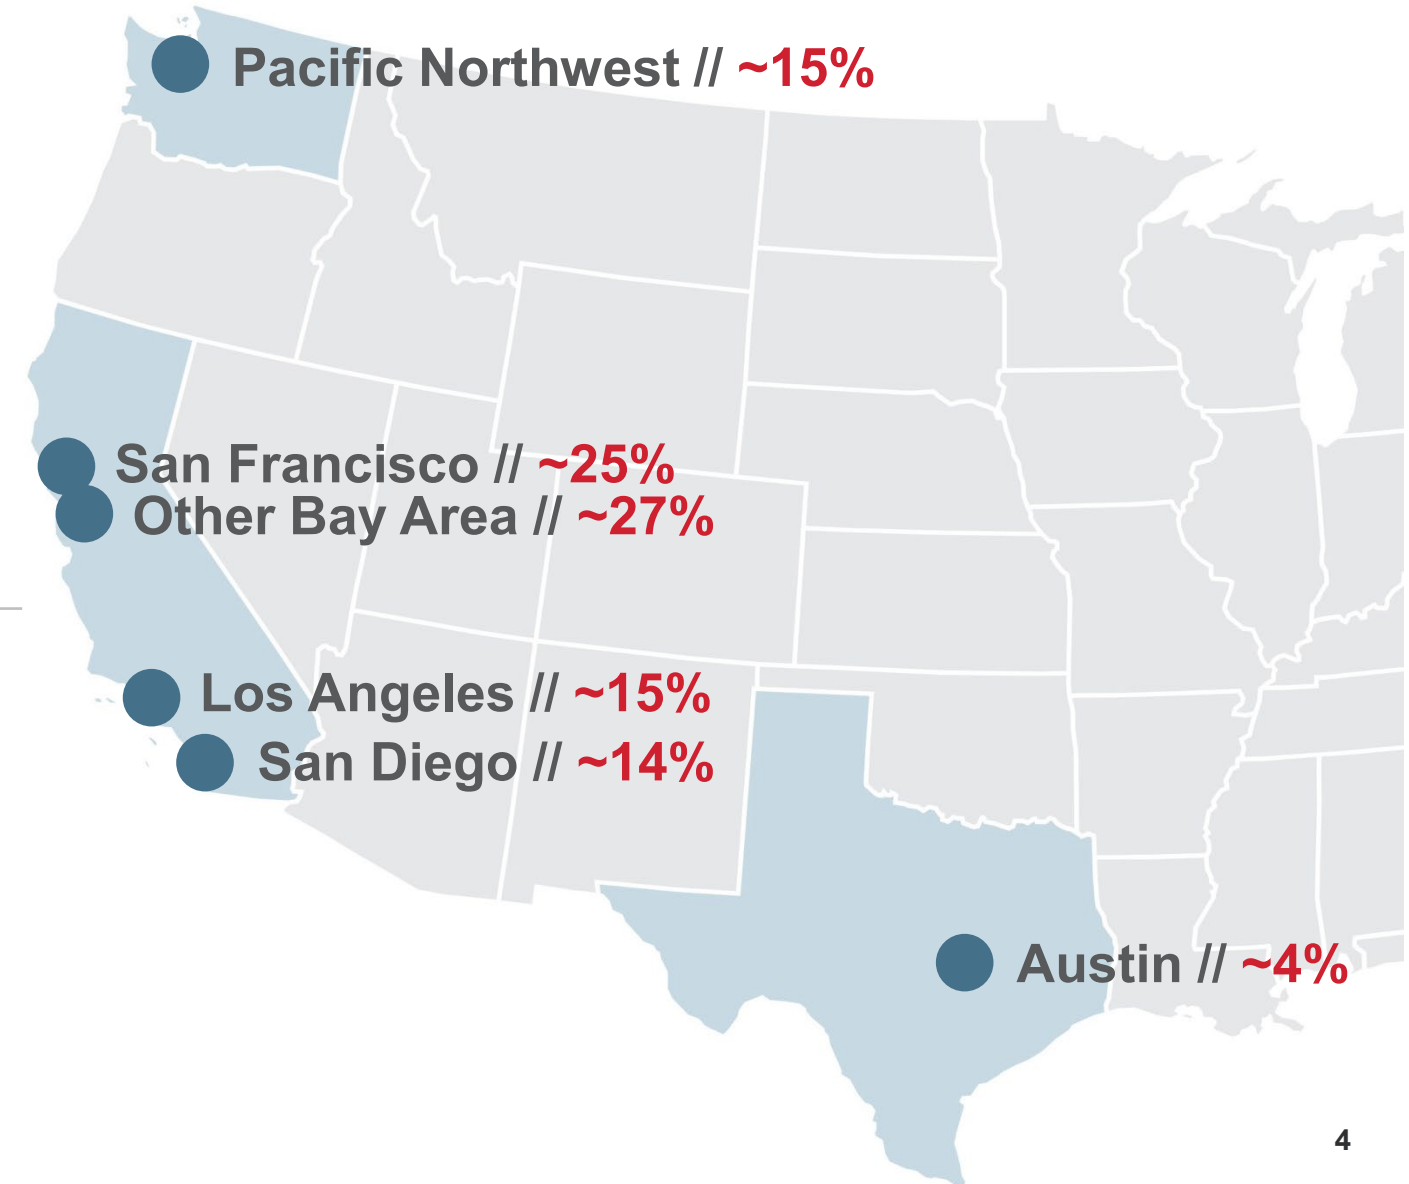 Pacific Northwest // ~15%
San Francisco // ~25%
Other Bay Area // ~27%
Los Angeles // ~15%
San Diego // ~14%
Austin // ~4%
4